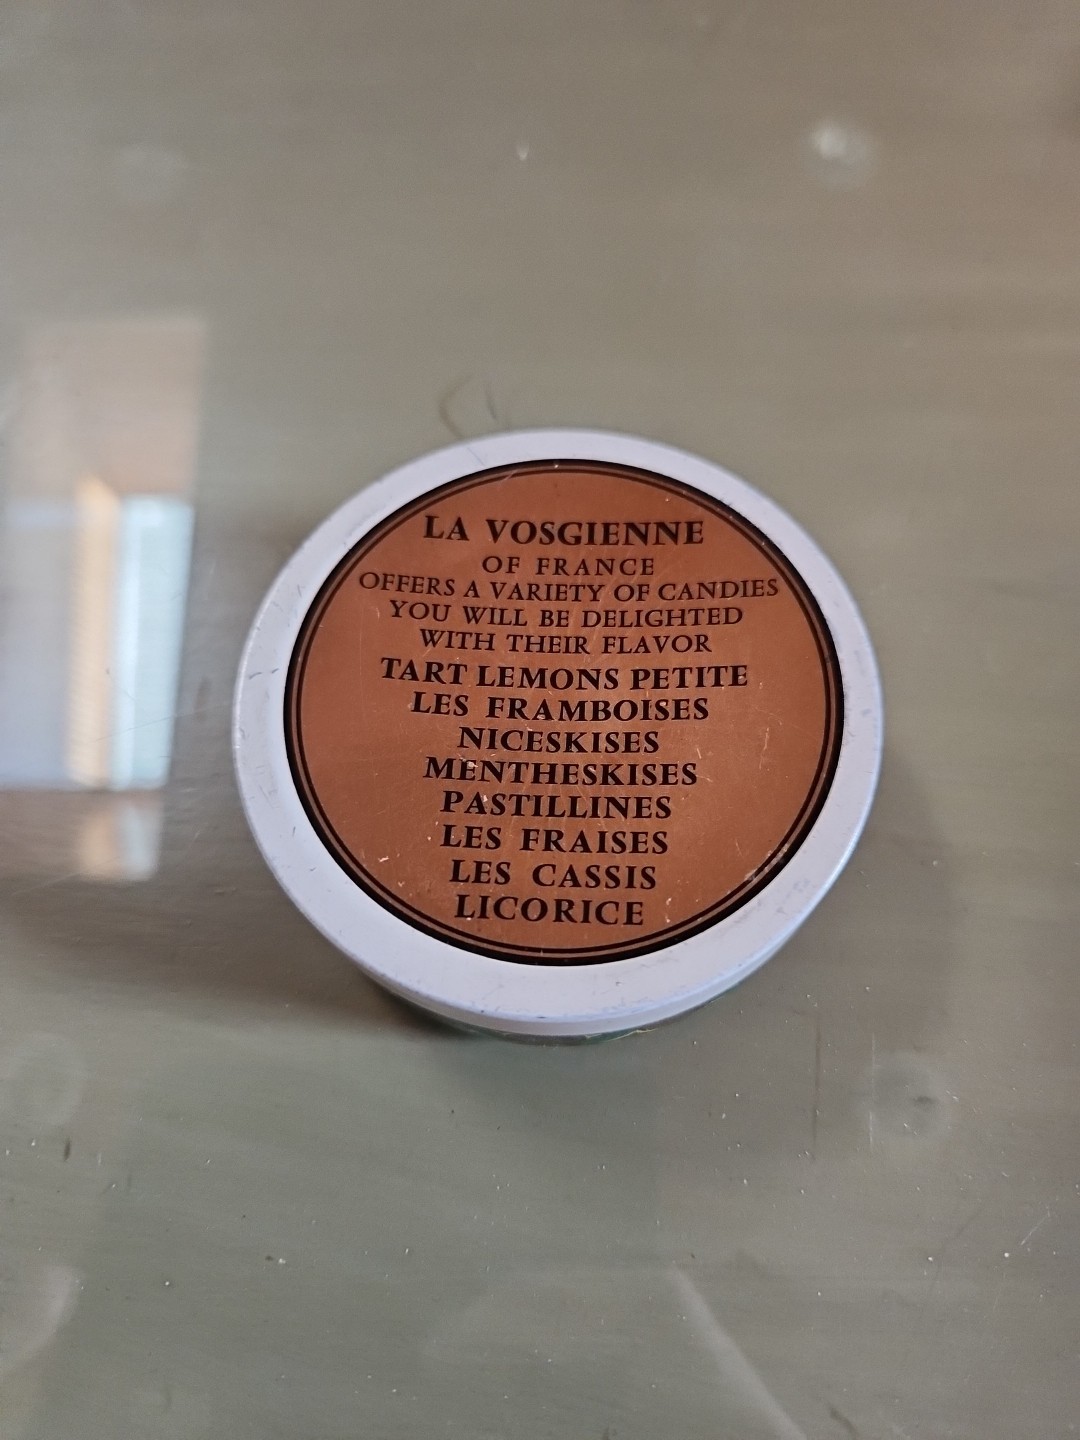 LA VOSGIENNE
OF FRANCE
OFFERS A VARIETY OF CANDIES
YOU WILL BE DELIGHTED
WITH THEIR FLAVOR
TART LEMONS PETITE
LES FRAMBOISES
NICESKISES
MENTHESKISES
PASTILLINES
LES FRAISES
LES CASSIS
LICORICE